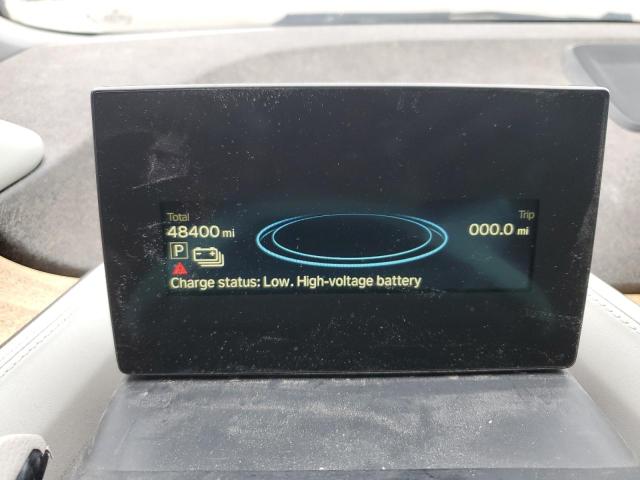 Total
Trip
48400 mi
000.0 mi
P
Charge status: Low. High-voltage battery